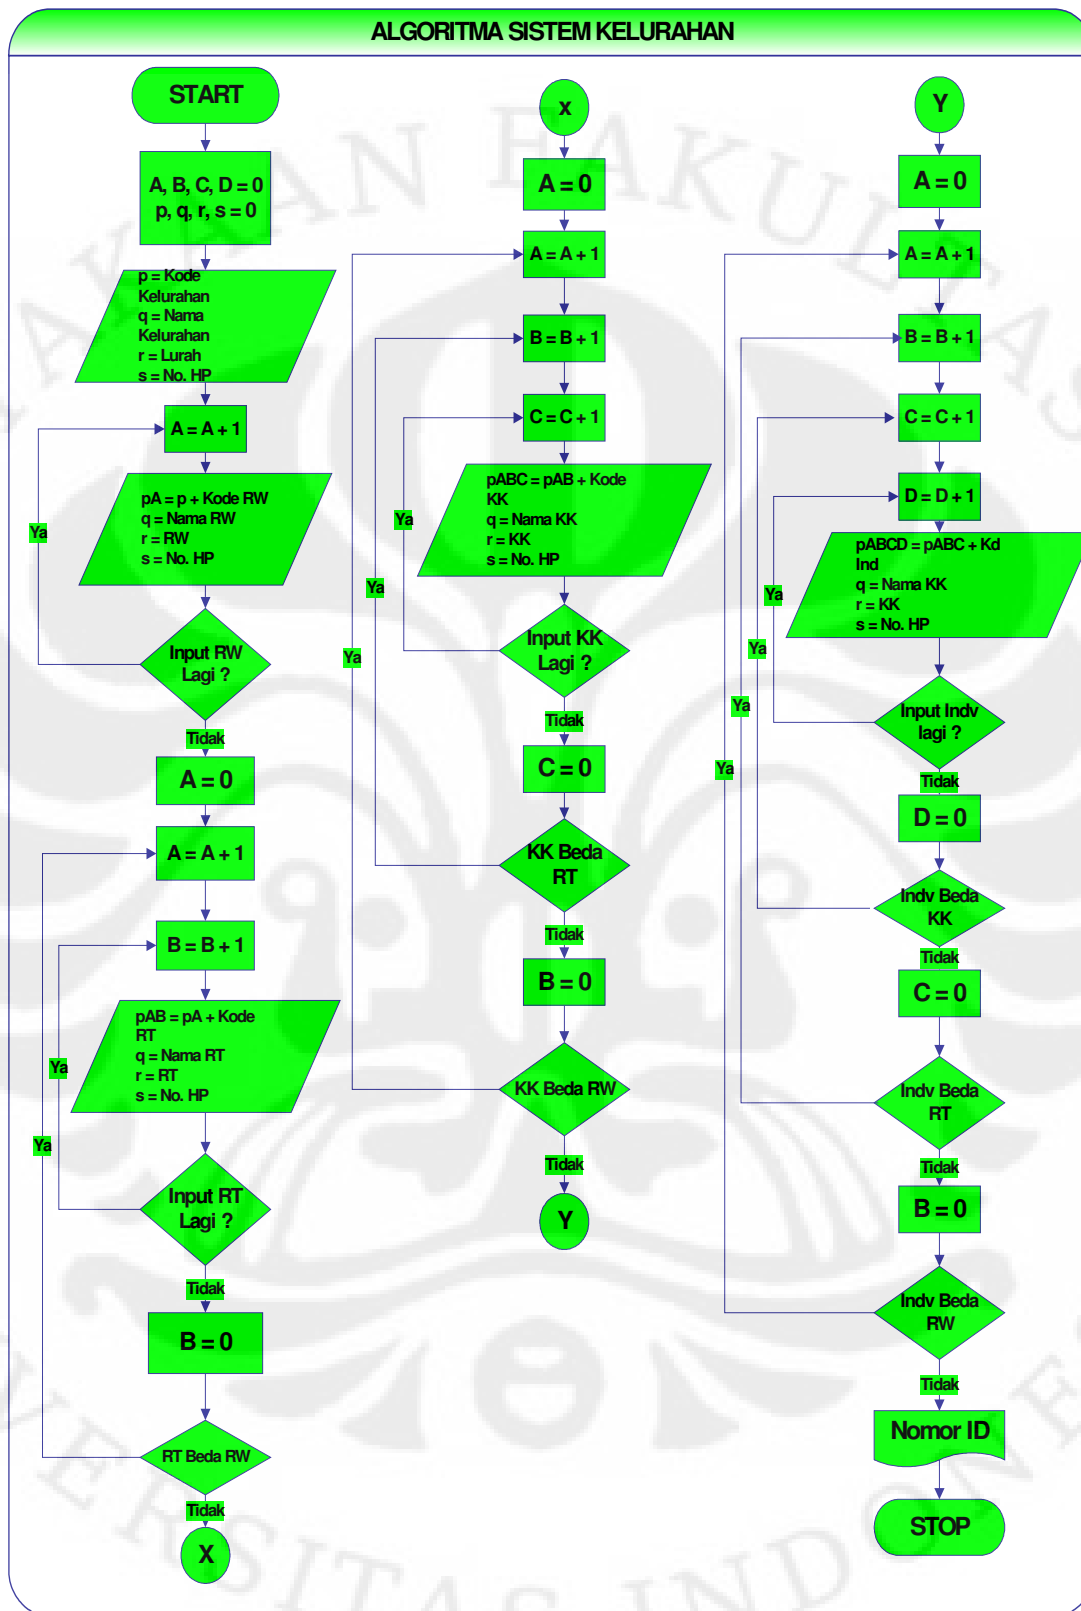 ALGORITMA SISTEM KELURAHAN
START
A, B, C, D = 0
p, q, r, s = 0
p = Kode
Kelurahan
q = Nama
Kelurahan
r = Lurah
s = No. HP
A = A + 1
pA = p + Kode RW
q = Nama RW
r = RW
s = No. HP
Ya
Input RW
Lagi ?
Tidak
A = 0
A = A + 1
B = B + 1
pAB = pA + Kode
RT
q = Nama RT
r = RT
s = No. HP
Ya
Ya
Input RT
Lagi ?
Tidak
B = 0
RT Beda RW
Tidak
X
x
A = 0
A = A + 1
B = B + 1
C = C + 1
pABC = pAB + Kode
KK
q = Nama KK
r = KK
s = No. HP
Ya
Ya
Ya
Input KK
Lagi ?
Tidak
C = 0
KK Beda
RT
Tidak
B = 0
KK Beda RW
Tidak
Y
Y
A = 0
A = A + 1
B = B + 1
C = C + 1
D = D + 1
pABCD = pABC + Kd
Ind
q = Nama KK
r = KK
s = No. HP
Ya
Ya
Ya
Ya
Input Indv
lagi ?
Tidak
D = 0
Indv Beda
KK
Tidak
C = 0
Indv Beda
RT
Tidak
B = 0
Indv Beda
RW
Tidak
Nomor ID
STOP